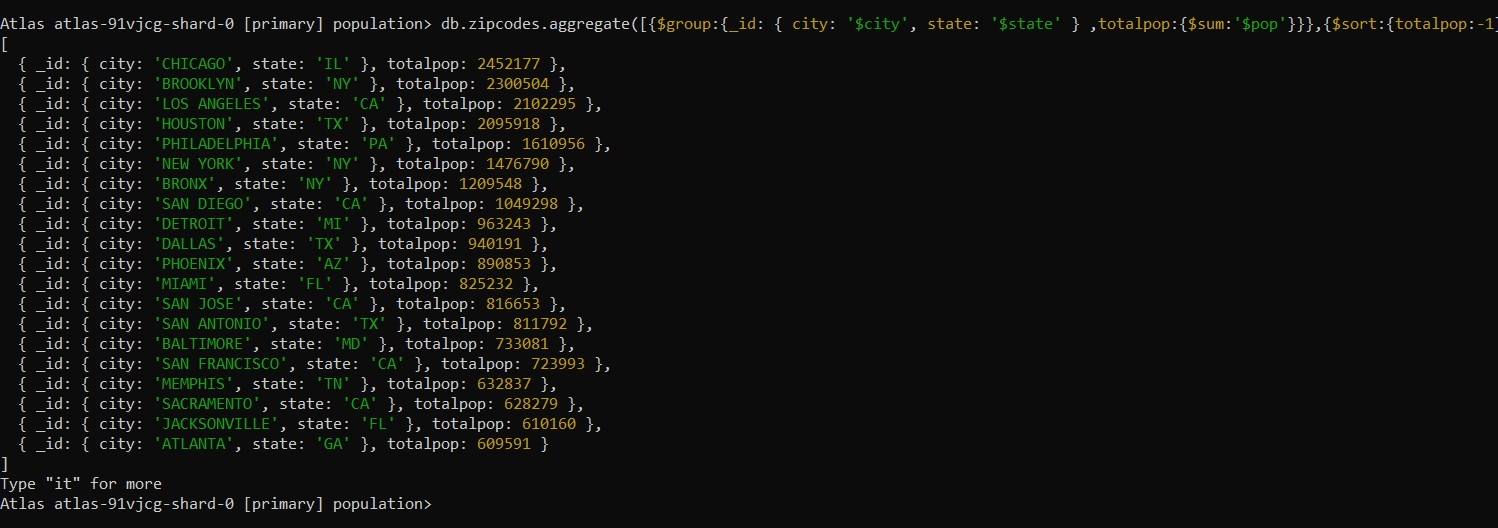 Atlas atlas-91vjcg-shard-0 [primary] population> db.zipcodes.aggregate([{$group:{_id: { city: '$city', state: '$state' } ,totalpop:{$sum:'$pop'}}},{$sort:{totalpop:-1}
[
  { _id: { city: 'CHICAGO', state: 'IL' }, totalpop: 2452177 },
  { _id: { city: 'BROOKLYN', state: 'NY' }, totalpop: 2300504 },
  { _id: { city: 'LOS ANGELES', state: 'CA' }, totalpop: 2102295 },
  { _id: { city: 'HOUSTON', state: 'TX' }, totalpop: 2095918 },
  { _id: { city: 'PHILADELPHIA', state: 'PA' }, totalpop: 1610956 },
  { _id: { city: 'NEW YORK', state: 'NY' }, totalpop: 1476790 },
  { _id: { city: 'BRONX', state: 'NY' }, totalpop: 1209548 },
  { _id: { city: 'SAN DIEGO', state: 'CA' }, totalpop: 1049298 },
  { _id: { city: 'DETROIT', state: 'MI' }, totalpop: 963243 },
  { _id: { city: 'DALLAS', state: 'TX' }, totalpop: 940191 },
  { _id: { city: 'PHOENIX', state: 'AZ' }, totalpop: 890853 },
  { _id: { city: 'MIAMI', state: 'FL' }, totalpop: 825232 },
  { _id: { city: 'SAN JOSE', state: 'CA' }, totalpop: 816653 },
  { _id: { city: 'SAN ANTONIO', state: 'TX' }, totalpop: 811792 },
  { _id: { city: 'BALTIMORE', state: 'MD' }, totalpop: 733081 },
  { _id: { city: 'SAN FRANCISCO', state: 'CA' }, totalpop: 723993 },
  { _id: { city: 'MEMPHIS', state: 'TN' }, totalpop: 632837 },
  { _id: { city: 'SACRAMENTO', state: 'CA' }, totalpop: 628279 },
  { _id: { city: 'JACKSONVILLE', state: 'FL' }, totalpop: 610160 },
  { _id: { city: 'ATLANTA', state: 'GA' }, totalpop: 609591 }
]
Type "it" for more
Atlas atlas-91vjcg-shard-0 [primary] population>